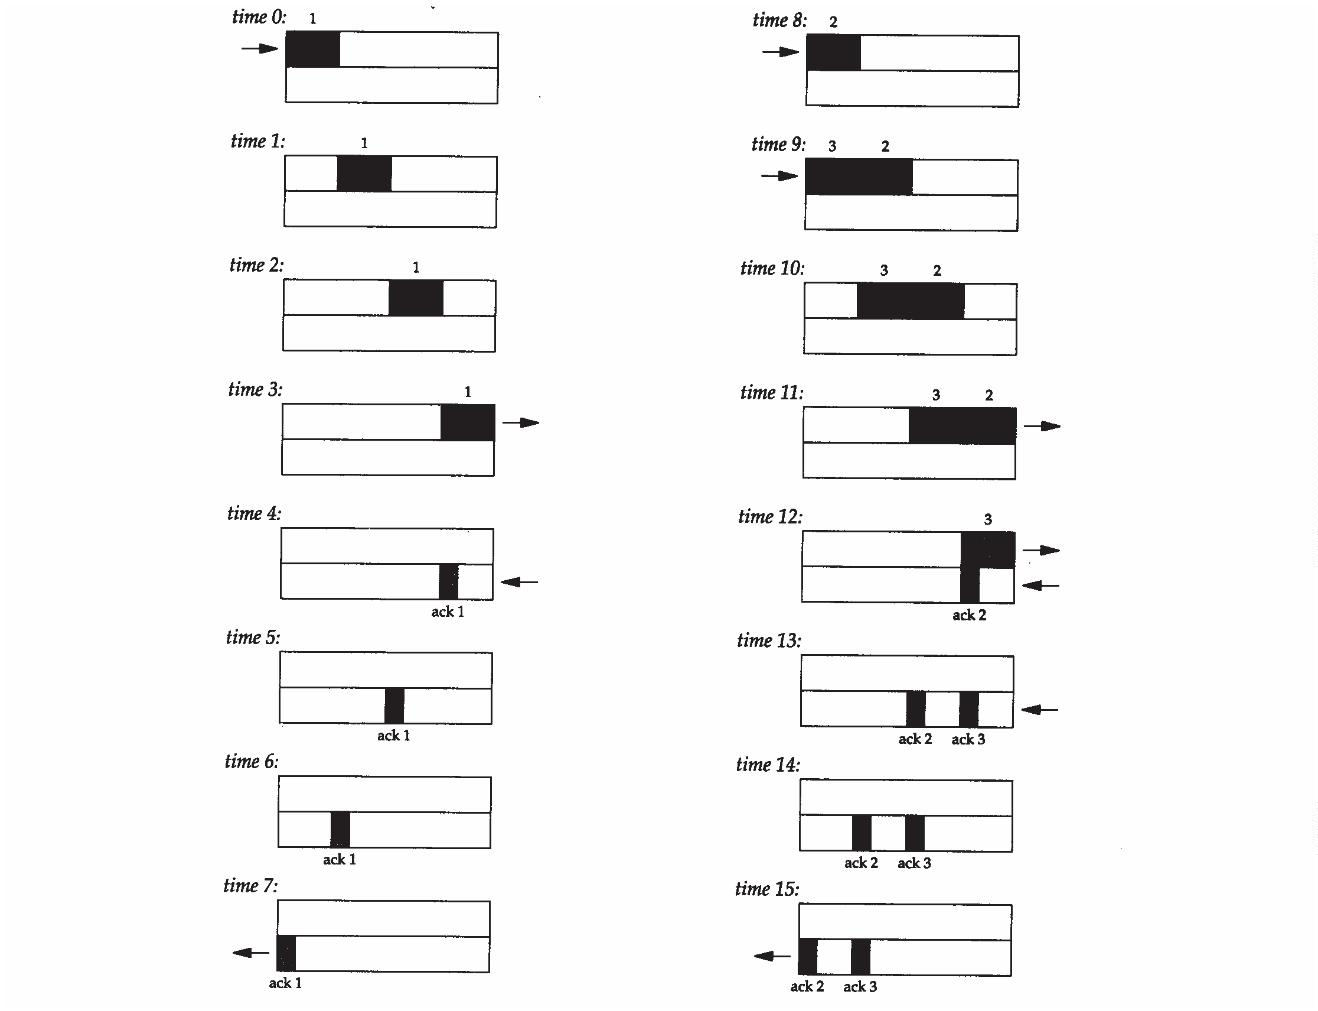 time 0: 1
time 1: 1
time 2: 1
time 3: 1
time 4:
ack 1
time 5:
ack 1
time 6:
ack 1
time 7:
ack 1
time 8: 2
time 9: 3 2
time 10: 3 2
time 11: 3 2
time 12: 3
ack 2
time 13:
ack 2 ack 3
time 14:
ack 2 ack 3
time 15:
ack 2 ack 3